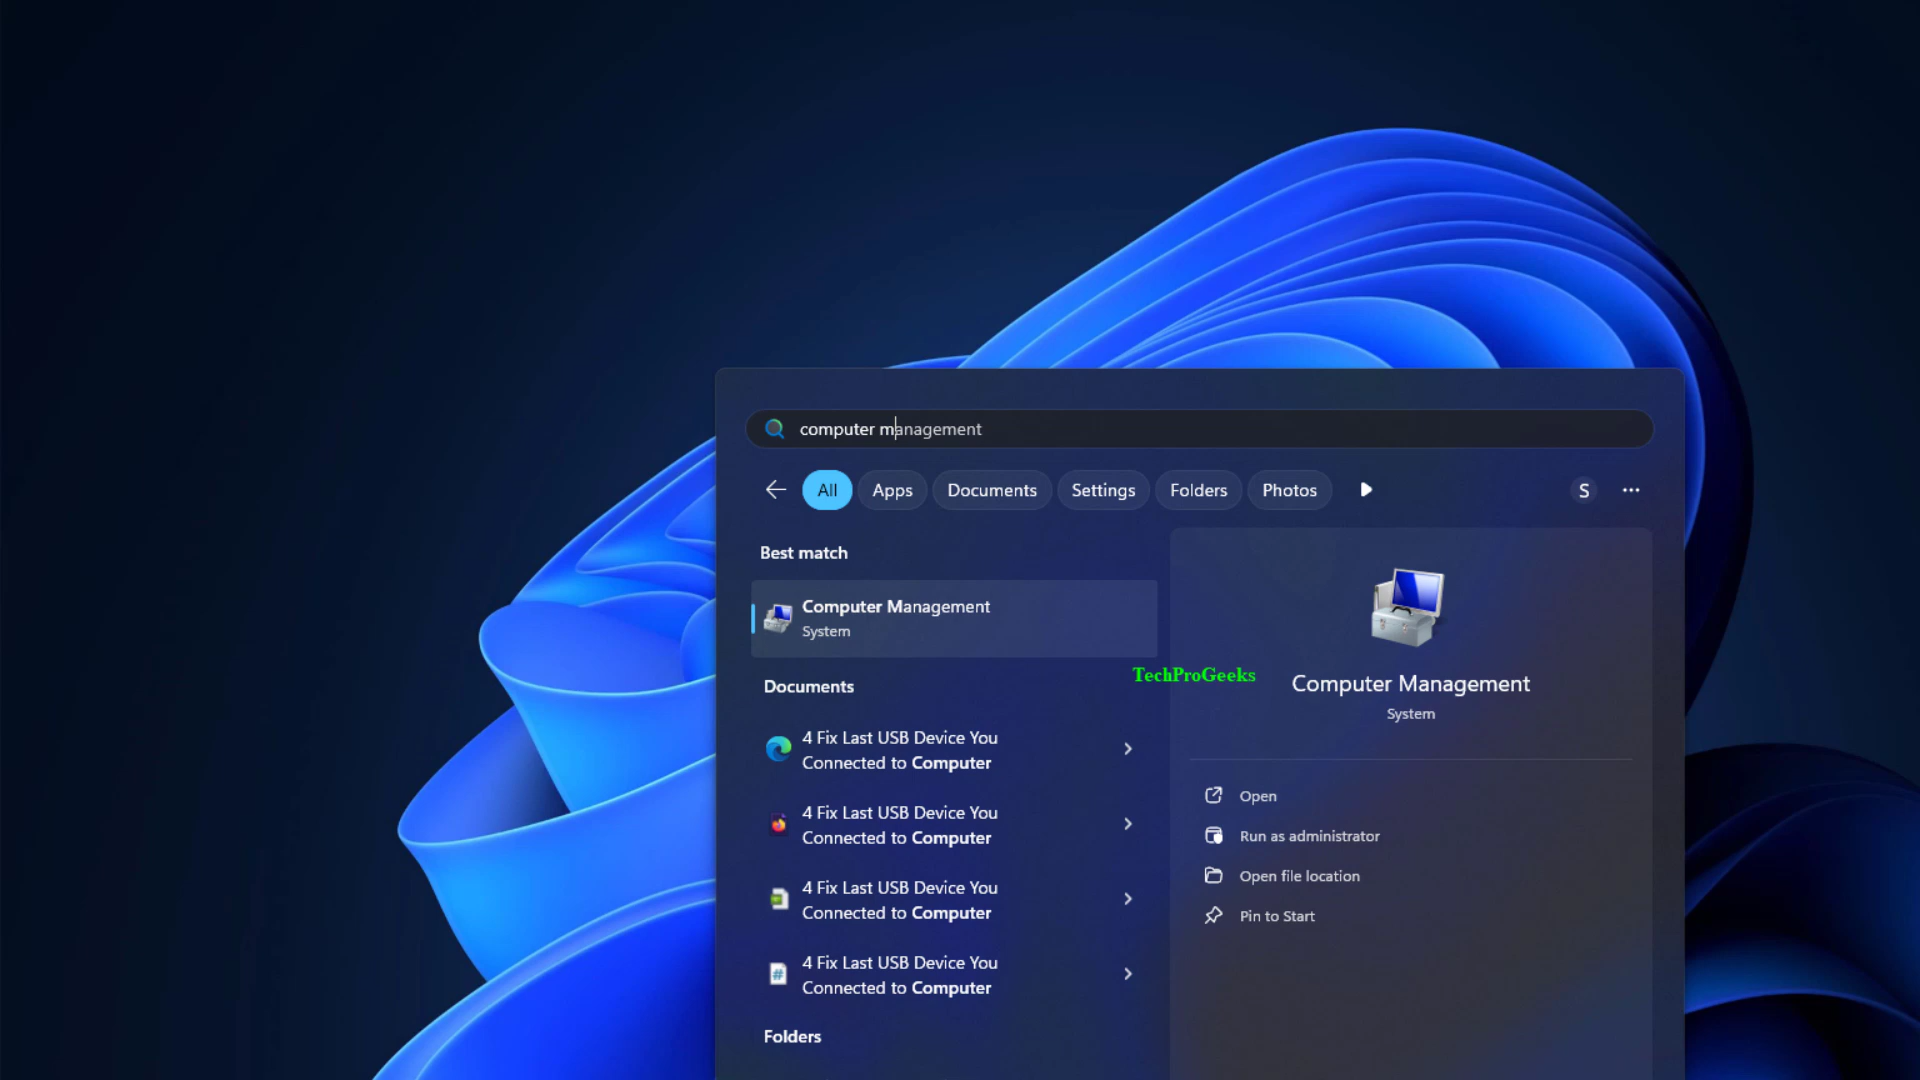 computer management
All
Apps
Documents
Settings
Folders
Photos
S
Best match
Computer Management
System
Documents
4 Fix Last USB Device You
Connected to Computer
4 Fix Last USB Device You
Connected to Computer
4 Fix Last USB Device You
Connected to Computer
4 Fix Last USB Device You
Connected to Computer
Folders
TechProGeeks
Computer Management
System
Open
Run as administrator
Open file location
Pin to Start